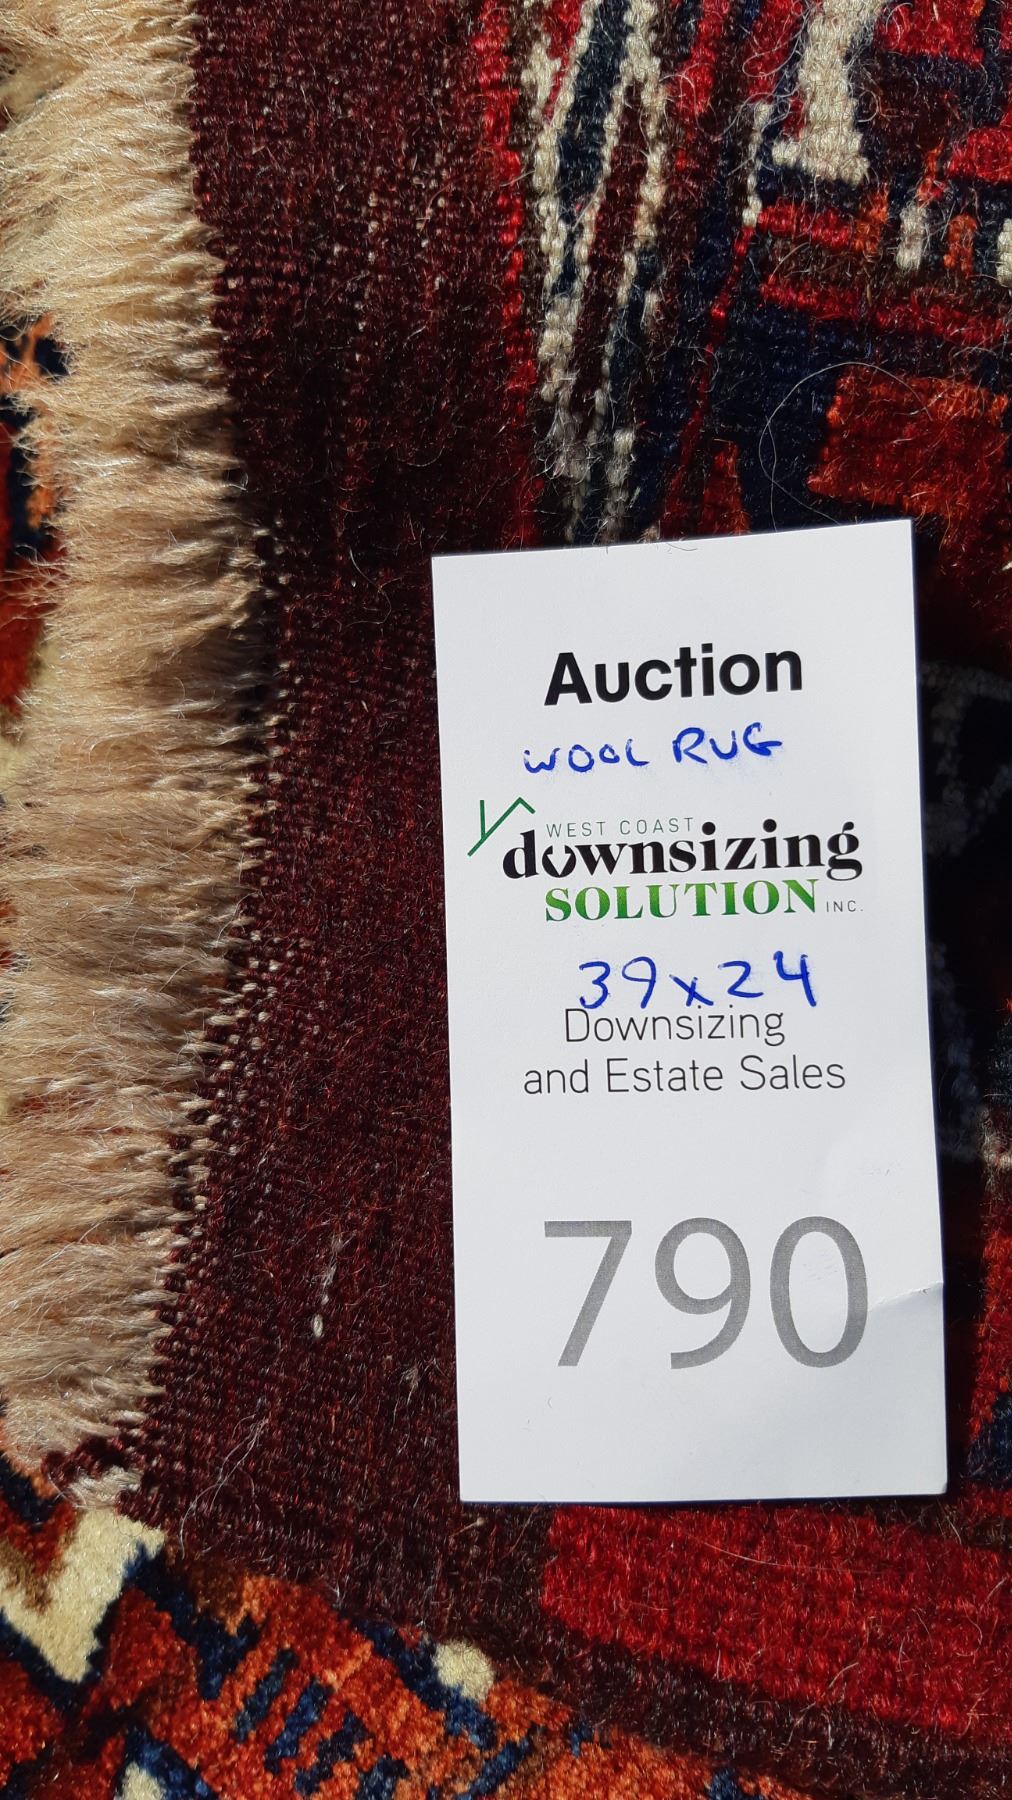 Auction
WOOL RUG
WEST COAST
downsizing
SOLUTION INC.
39x24
Downsizing
and Estate Sales
790